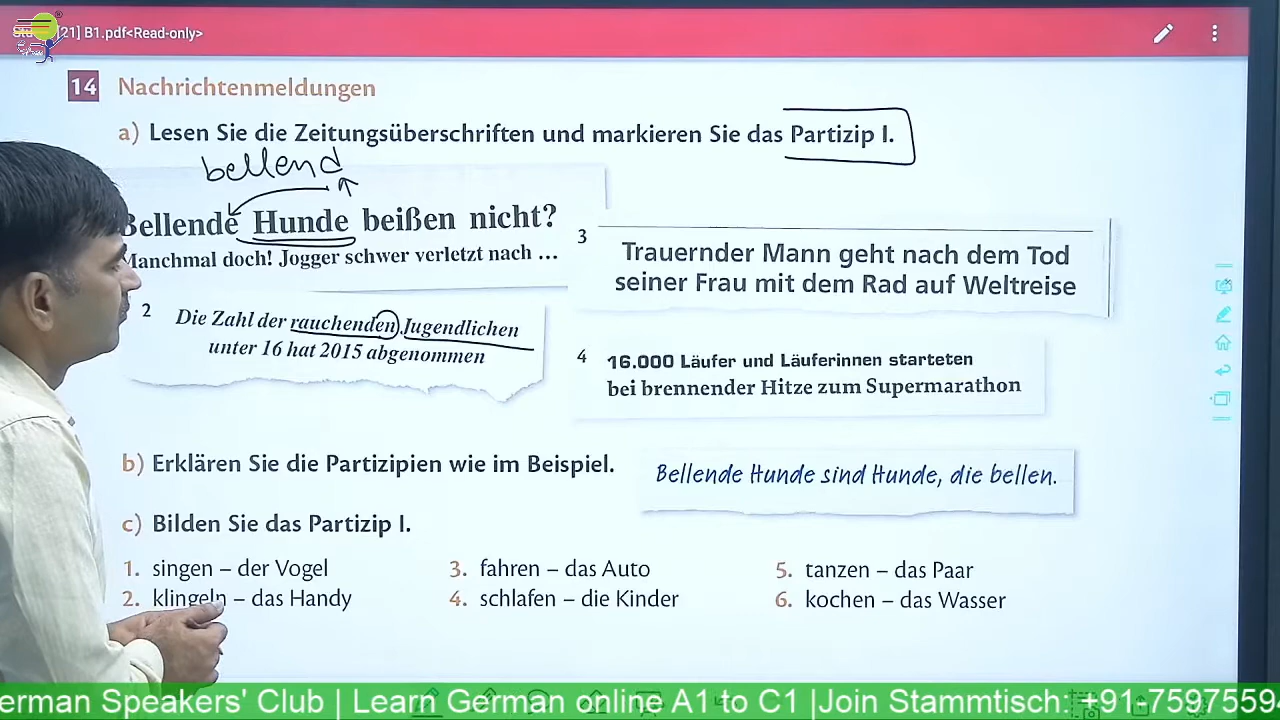 [21] B1.pdf<Read-only>
14 Nachrichtenmeldungen
a) Lesen Sie die Zeitungsüberschriften und markieren Sie das Partizip I.
bellend
Bellende Hunde beißen nicht?
Manchmal doch! Jogger schwer verletzt nach ...
2 Die Zahl der rauchenden Jugendlichen
unter 16 hat 2015 abgenommen
3 Trauernder Mann geht nach dem Tod
seiner Frau mit dem Rad auf Weltreise
4 16.000 Läufer und Läuferinnen starteten
bei brennender Hitze zum Supermarathon
b) Erklären Sie die Partizipien wie im Beispiel.
Bellende Hunde sind Hunde, die bellen.
c) Bilden Sie das Partizip I.
1. singen – der Vogel
2. klingeln – das Handy
3. fahren – das Auto
4. schlafen – die Kinder
5. tanzen – das Paar
6. kochen – das Wasser
erman Speakers' Club | Learn German online A1 to C1 |Join Stammtisch: +91-7597559